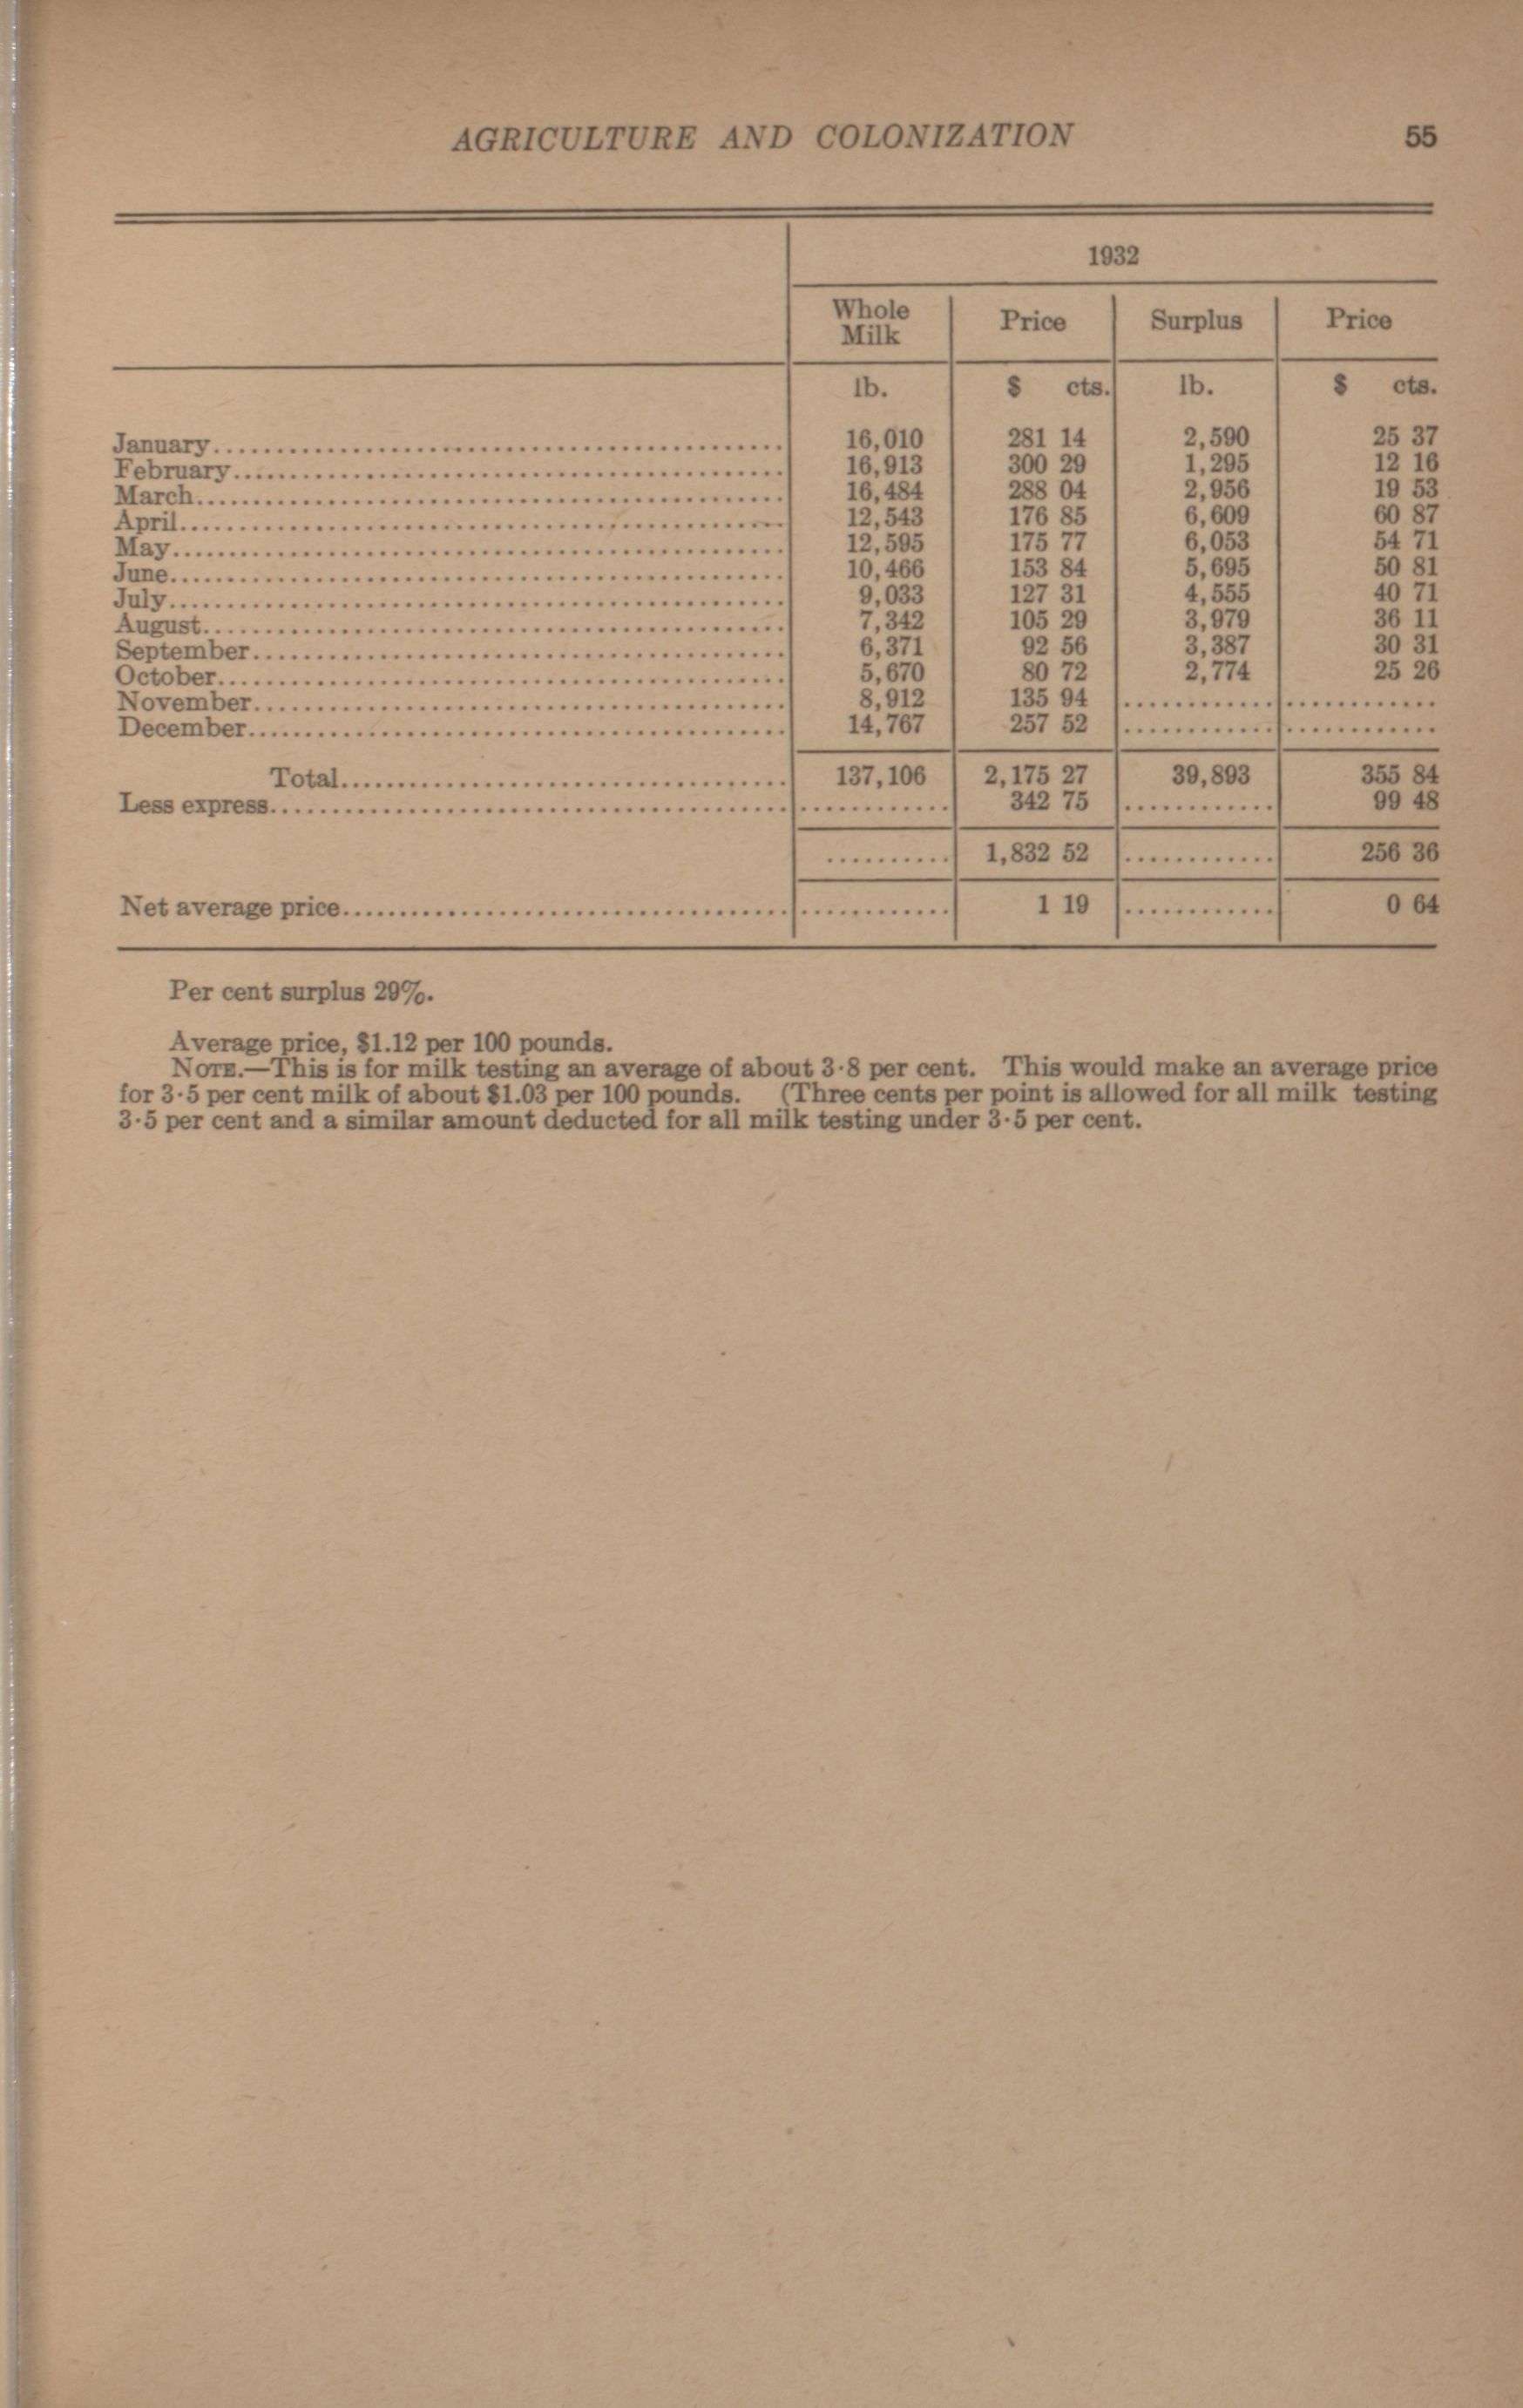 AGRICULTURE AND COLONIZATION 55
1932
Whole Milk Price Surplus Price
lb. $ cts. lb. $ cts.
January........ 16,010 281 14 2,590 25 37
February........ 16,913 300 29 1,295 12 16
March........ 16,484 288 04 2,956 19 53
April........ 12,543 176 85 6,609 60 87
May........ 12,595 175 77 6,053 54 71
June........ 10,466 153 84 5,695 50 81
July........ 9,033 127 31 4,555 40 71
August........ 7,342 105 29 3,979 36 11
September........ 6,371 92 56 3,387 30 31
October........ 5,670 80 72 2,774 25 26
November........ 8,912 135 94 ............ ............
December........ 14,767 257 52 ............ ............
Total........ 137,106 2,175 27 39,893 355 84
Less express........ ............ 342 75 ............ 99 48
.......... 1,832 52 ............ 256 36
Net average price........ ............ 1 19 ............ 0 64
Per cent surplus 29%.
Average price, $1.12 per 100 pounds.
NOTE.—This is for milk testing an average of about 3·8 per cent. This would make an average price
for 3·5 per cent milk of about $1.03 per 100 pounds. (Three cents per point is allowed for all milk testing
3·5 per cent and a similar amount deducted for all milk testing under 3·5 per cent.